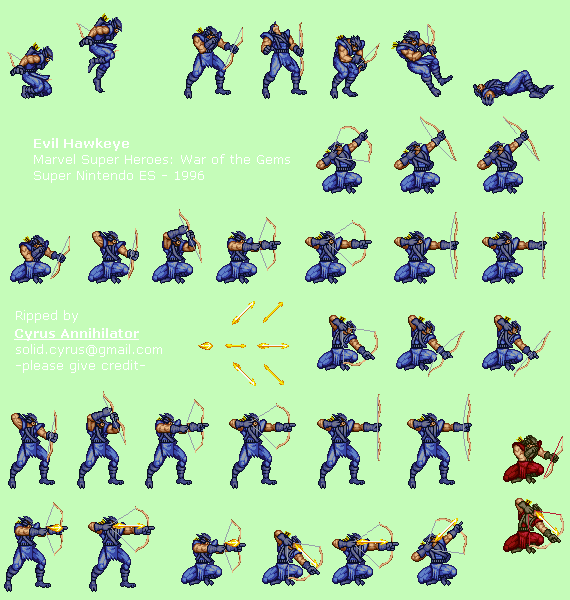 Evil Hawkeye
Marvel Super Heroes: War of the Gems
Super Nintendo ES - 1996
Ripped by
Cyrus Annihilator
solid.cyrus@gmail.com
-please give credit-